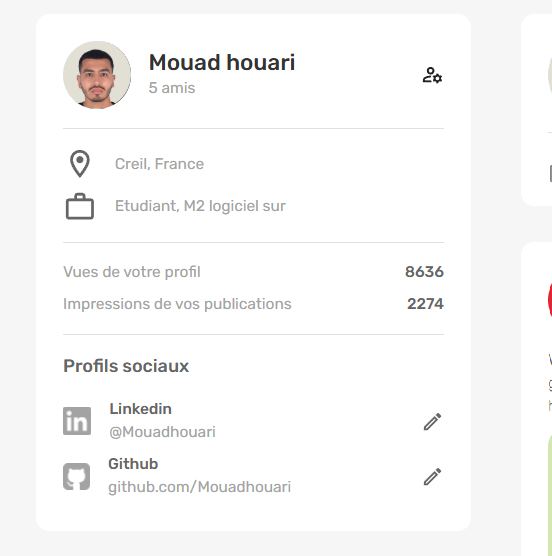 Mouad houari
5 amis
Creil, France
Etudiant, M2 logiciel sur
Vues de votre profil 8636
Impressions de vos publications 2274
Profils sociaux
in
Linkedin
@Mouadhouari
Github
github.com/Mouadhouari